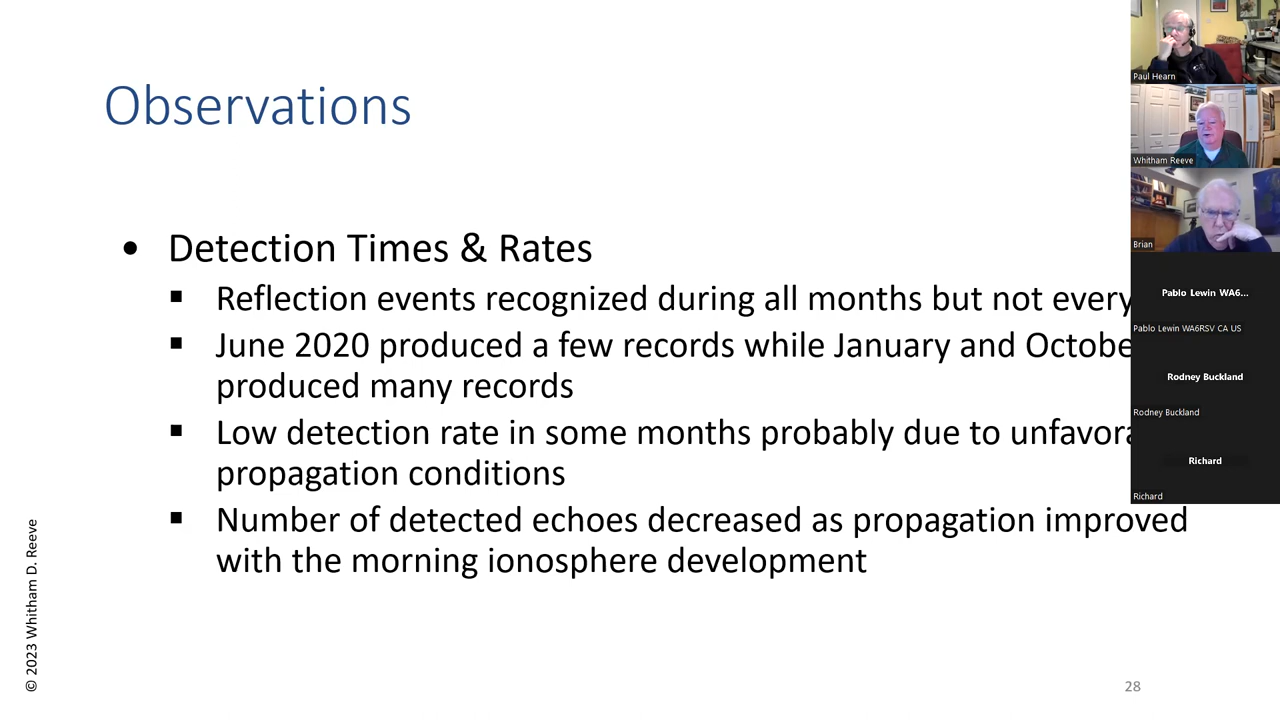 Observations
• Detection Times & Rates
▪ Reflection events recognized during all months but not every
▪ June 2020 produced a few records while January and Octobe
produced many records
▪ Low detection rate in some months probably due to unfavora
propagation conditions
▪ Number of detected echoes decreased as propagation improved
with the morning ionosphere development
© 2023 Whitham D. Reeve
28
Paul Hearn
Whitham Reeve
Brian
Pablo Lewin WA6...
Pablo Lewin WA6RSV CA US
Rodney Buckland
Rodney Buckland
Richard
Richard